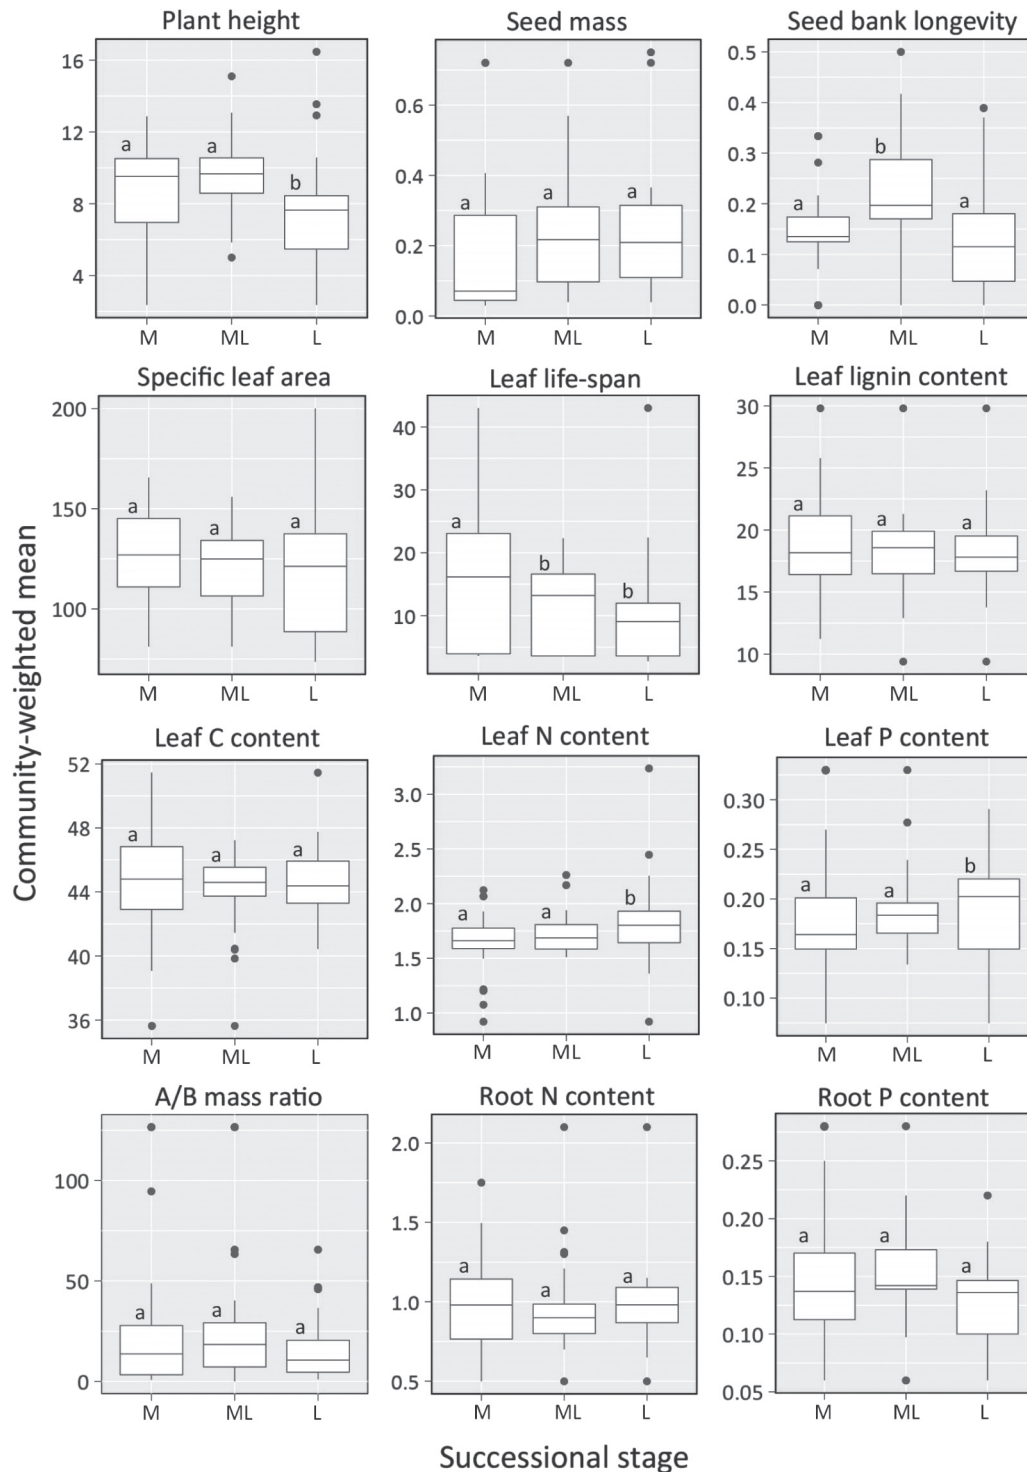 Plant height
Seed mass
Seed bank longevity
16
12
8
4
a
a
b
M
ML
L
0.6
0.4
0.2
0.0
a
a
a
M
ML
L
0.5
0.4
0.3
0.2
0.1
0.0
a
b
a
M
ML
L
Specific leaf area
Leaf life-span
Leaf lignin content
200
150
100
a
a
a
M
ML
L
40
30
20
10
a
b
b
M
ML
L
30
25
20
15
10
a
a
a
M
ML
L
Community-weighted mean
Leaf C content
Leaf N content
Leaf P content
52
48
44
40
36
a
a
a
M
ML
L
3.0
2.5
2.0
1.5
1.0
a
a
b
M
ML
L
0.30
0.25
0.20
0.15
0.10
a
a
b
M
ML
L
A/B mass ratio
Root N content
Root P content
100
50
0
a
a
a
M
ML
L
2.0
1.5
1.0
0.5
a
a
a
M
ML
L
0.25
0.20
0.15
0.10
0.05
a
a
a
M
ML
L
Successional stage